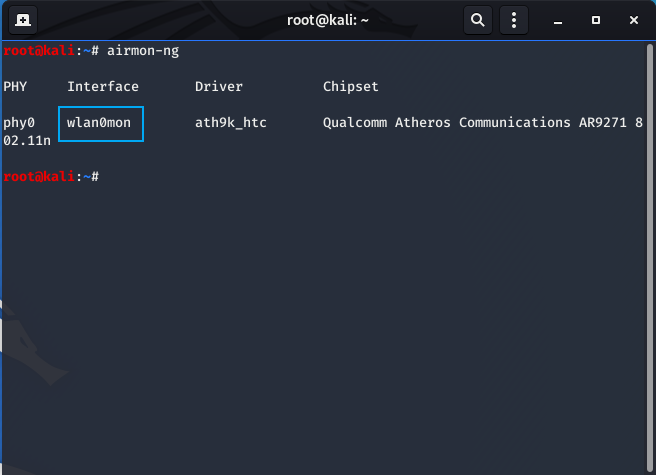 root@kali: ~
root@kali:~# airmon-ng
PHY Interface Driver Chipset
phy0 wlan0mon ath9k_htc Qualcomm Atheros Communications AR9271 8
02.11n
root@kali:~#